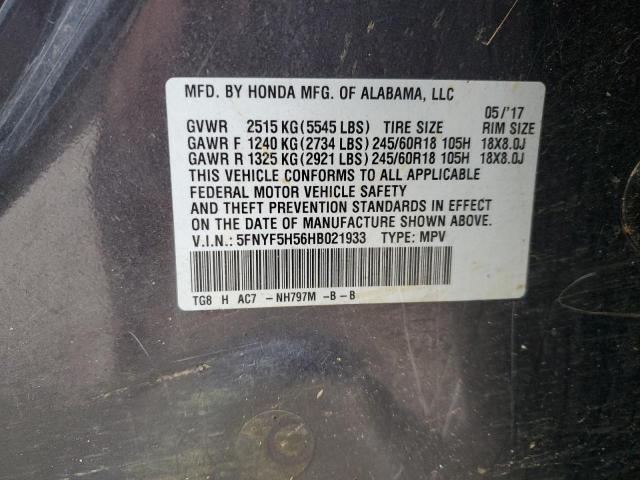 MFD. BY HONDA MFG. OF ALABAMA, LLC
05/'17
GVWR 2515 KG(5545 LBS) TIRE SIZE RIM SIZE
GAWR F 1240 KG(2734 LBS) 245/60R18 105H 18X8.0J
GAWR R 1325 KG(2921 LBS) 245/60R18 105H 18X8.0J
THIS VEHICLE CONFORMS TO ALL APPLICABLE
FEDERAL MOTOR VEHICLE SAFETY
AND THEFT PREVENTION STANDARDS IN EFFECT
ON THE DATE OF MANUFACTURE SHOWN ABOVE.
V.I.N.: 5FNYF5H56HB021933 TYPE: MPV
TG8 H AC7 -NH797M -B-B